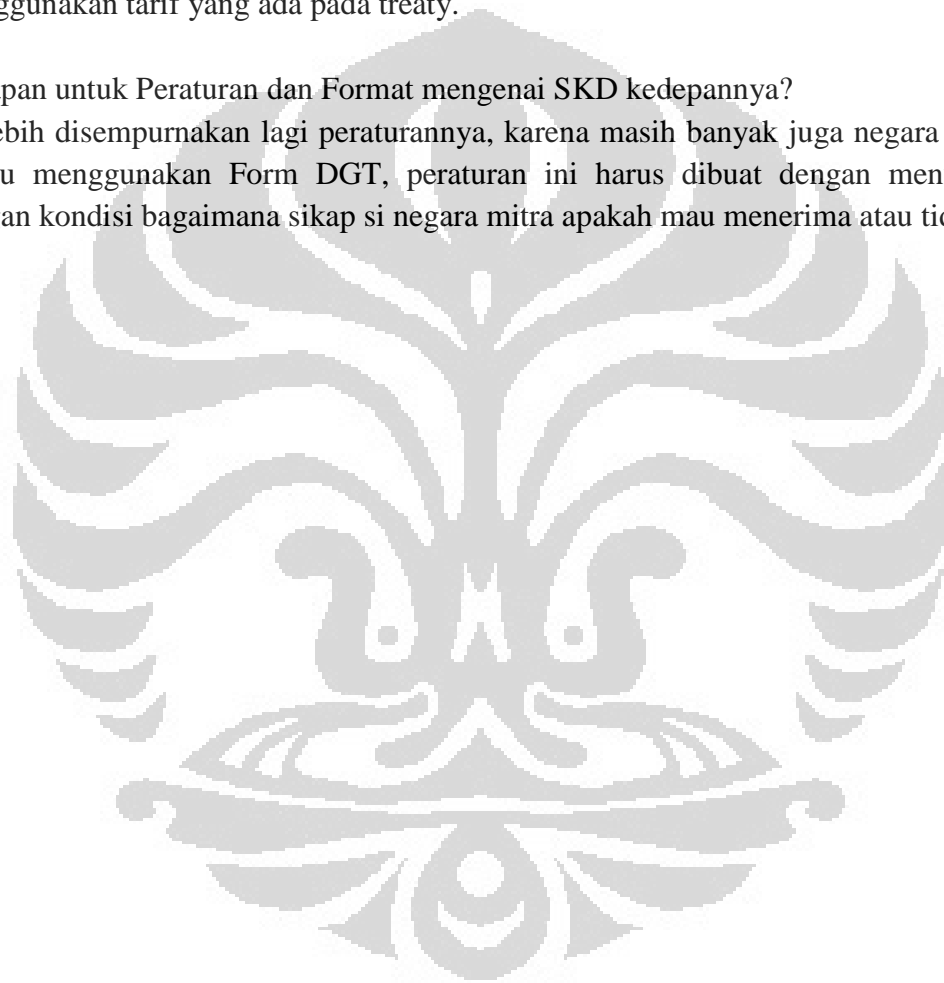 ggunakan tarif yang ada pada treaty.
pan untuk Peraturan dan Format mengenai SKD kedepannya?
ebih disempurnakan lagi peraturannya, karena masih banyak juga negara
u menggunakan Form DGT, peraturan ini harus dibuat dengan men
an kondisi bagaimana sikap si negara mitra apakah mau menerima atau tid